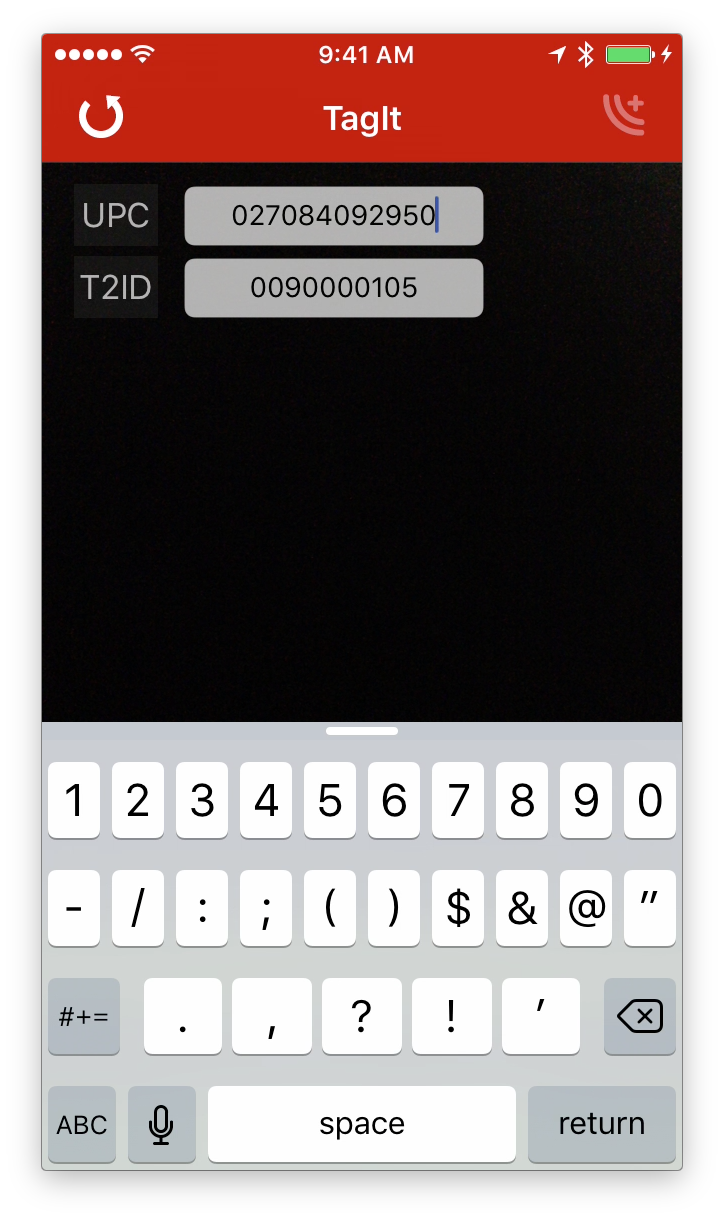 9:41 AM
TagIt
UPC 027084092950
T2ID 0090000105
1 2 3 4 5 6 7 8 9 0
- / : ; ( ) $ & @ "
#+= . , ? ! ’
ABC space return